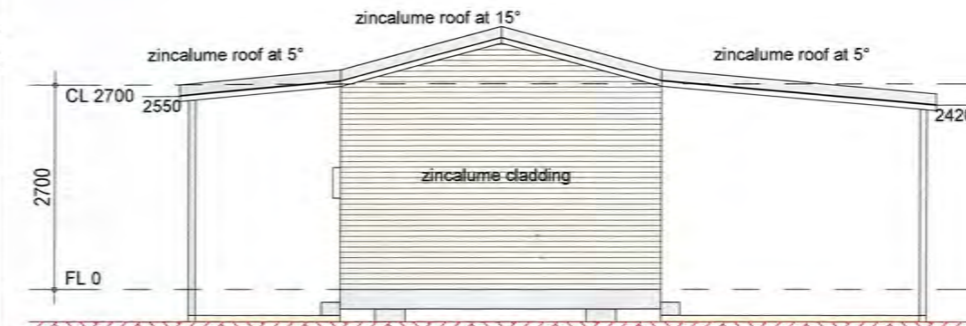 zincalume roof at 15°
zincalume roof at 5°
zincalume roof at 5°
CL 2700
2550
2420
2700
zincalume cladding
FL 0